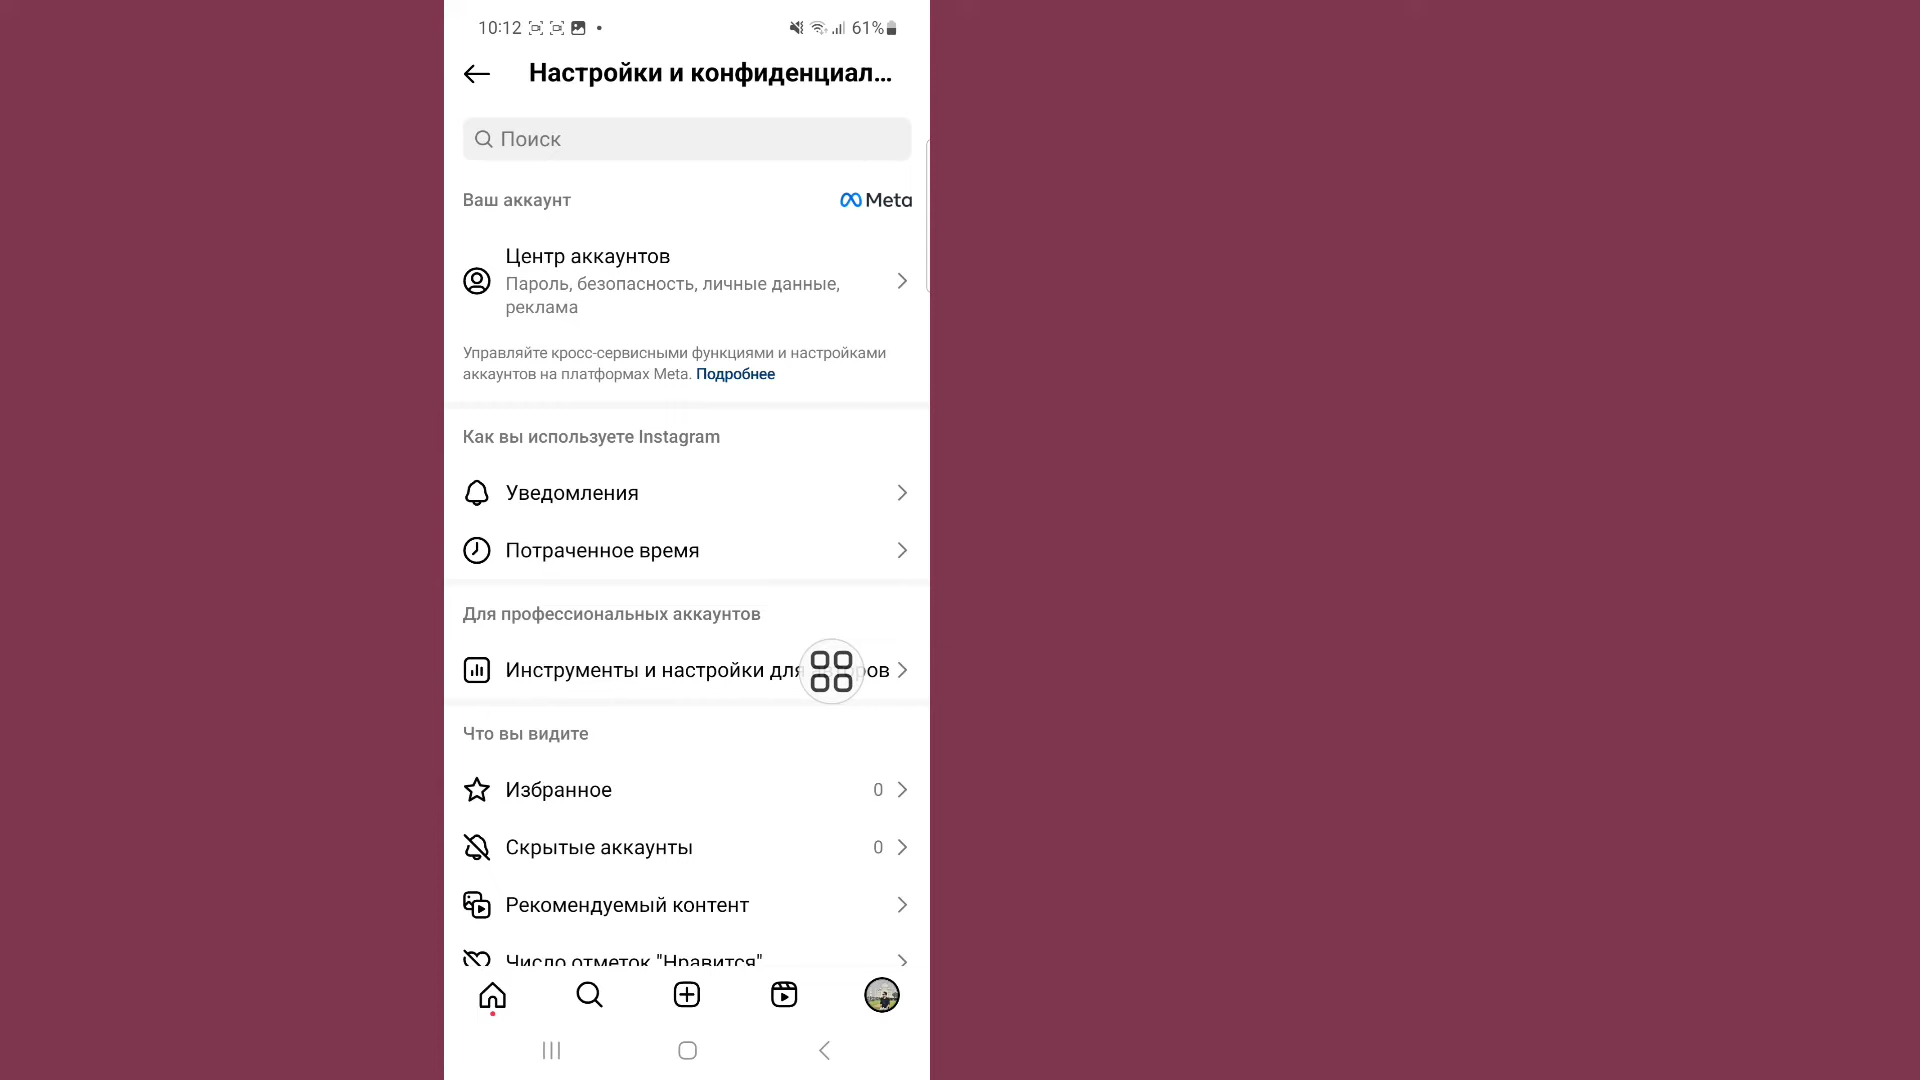 10:12
61%
Настройки и конфиденциал...
Поиск
Ваш аккаунт
Meta
Центр аккаунтов
Пароль, безопасность, личные данные,
реклама
Управляйте кросс-сервисными функциями и настройками
аккаунтов на платформах Meta. Подробнее
Как вы используете Instagram
Уведомления
Потраченное время
Для профессиональных аккаунтов
Инструменты и настройки для
Что вы видите
Избранное 0
Скрытые аккаунты 0
Рекомендуемый контент
Число отметок "Нравится"